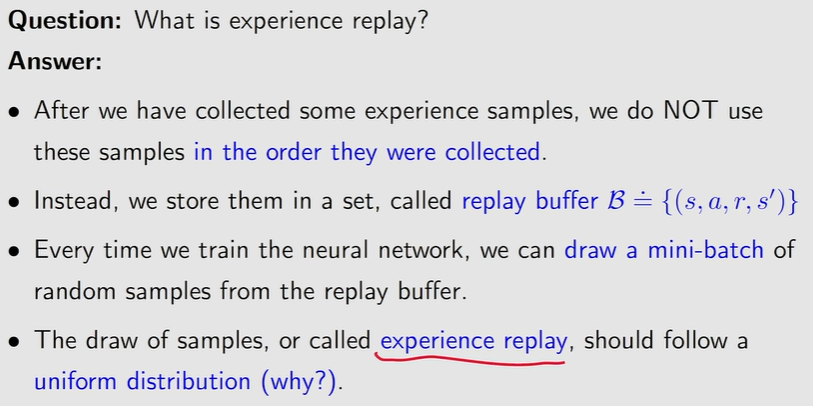 Question: What is experience replay?
Answer:
• After we have collected some experience samples, we do NOT use
these samples in the order they were collected.
• Instead, we store them in a set, called replay buffer ℬ ≐ {(s, a, r, s′)}
• Every time we train the neural network, we can draw a mini-batch of
random samples from the replay buffer.
• The draw of samples, or called experience replay, should follow a
uniform distribution (why?).